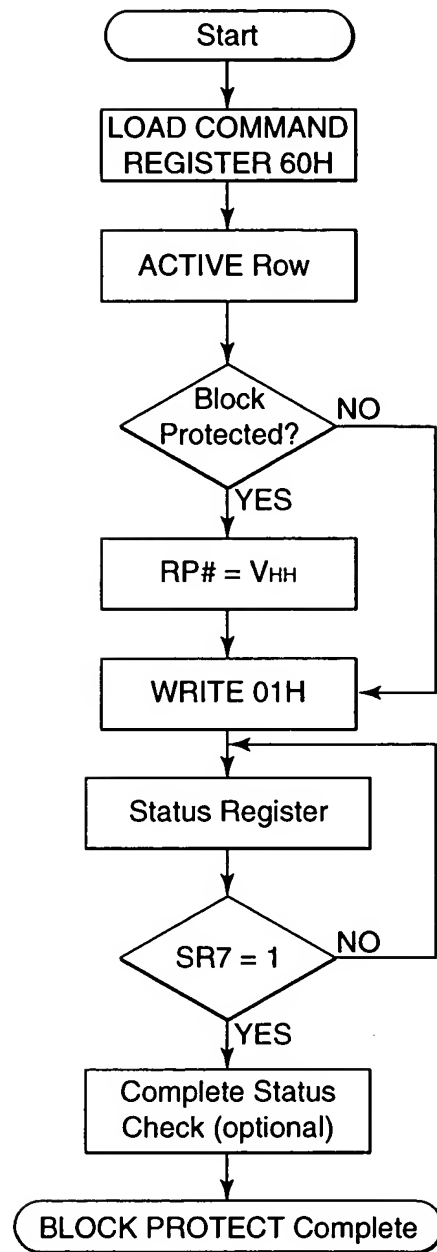 Start
LOAD COMMAND
REGISTER 60H
ACTIVE Row
Block
Protected?
NO
YES
RP# = VHH
WRITE 01H
Status Register
SR7 = 1
NO
YES
Complete Status
Check (optional)
BLOCK PROTECT Complete